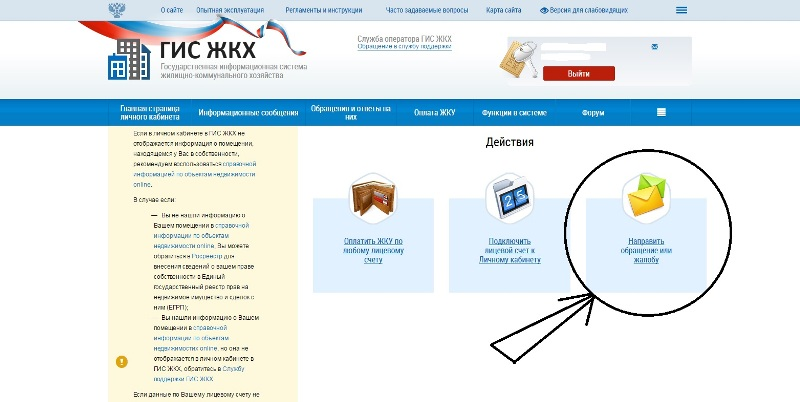 О сайте
Опытная эксплуатация
Регламенты и инструкции
Часто задаваемые вопросы
Карта сайта
Версия для слабовидящих
ГИС ЖКХ
Государственная информационная система
жилищно-коммунального хозяйства
Служба оператора ГИС ЖКХ
Обращение в службу поддержки
Выйти
Главная страница
личного кабинета
Информационные сообщения
Обращения и ответы на
них
Оплата ЖКУ
Функции в системе
Форум
Если в личном кабинете в ГИС ЖКХ не
отображается информация о помещении,
находящемся у Вас в собственности,
рекомендуем воспользоваться справочной
информацией по объектам недвижимости
online.
В случае если:
— Вы не нашли информацию о
Вашем помещении в справочной
информации по объектам
недвижимости online, Вы можете
обратиться в Росреестр для
внесения сведений о вашем праве
собственности в Единый
государственный реестр прав на
недвижимое имущество и сделок с
ним (ЕГРП);
— Вы нашли информацию о Вашем
помещении в справочной
информации по объектам
недвижимости online, но она не
отображается в личном кабинете в
ГИС ЖКХ, обратитесь в Службу
поддержки ГИС ЖКХ.
Если данные по Вашему лицевому счету не
Действия
Оплатить ЖКУ по
любому лицевому
счету
25
Подключить
лицевой счет к
Личному кабинету
Направить
обращение или
жалобу